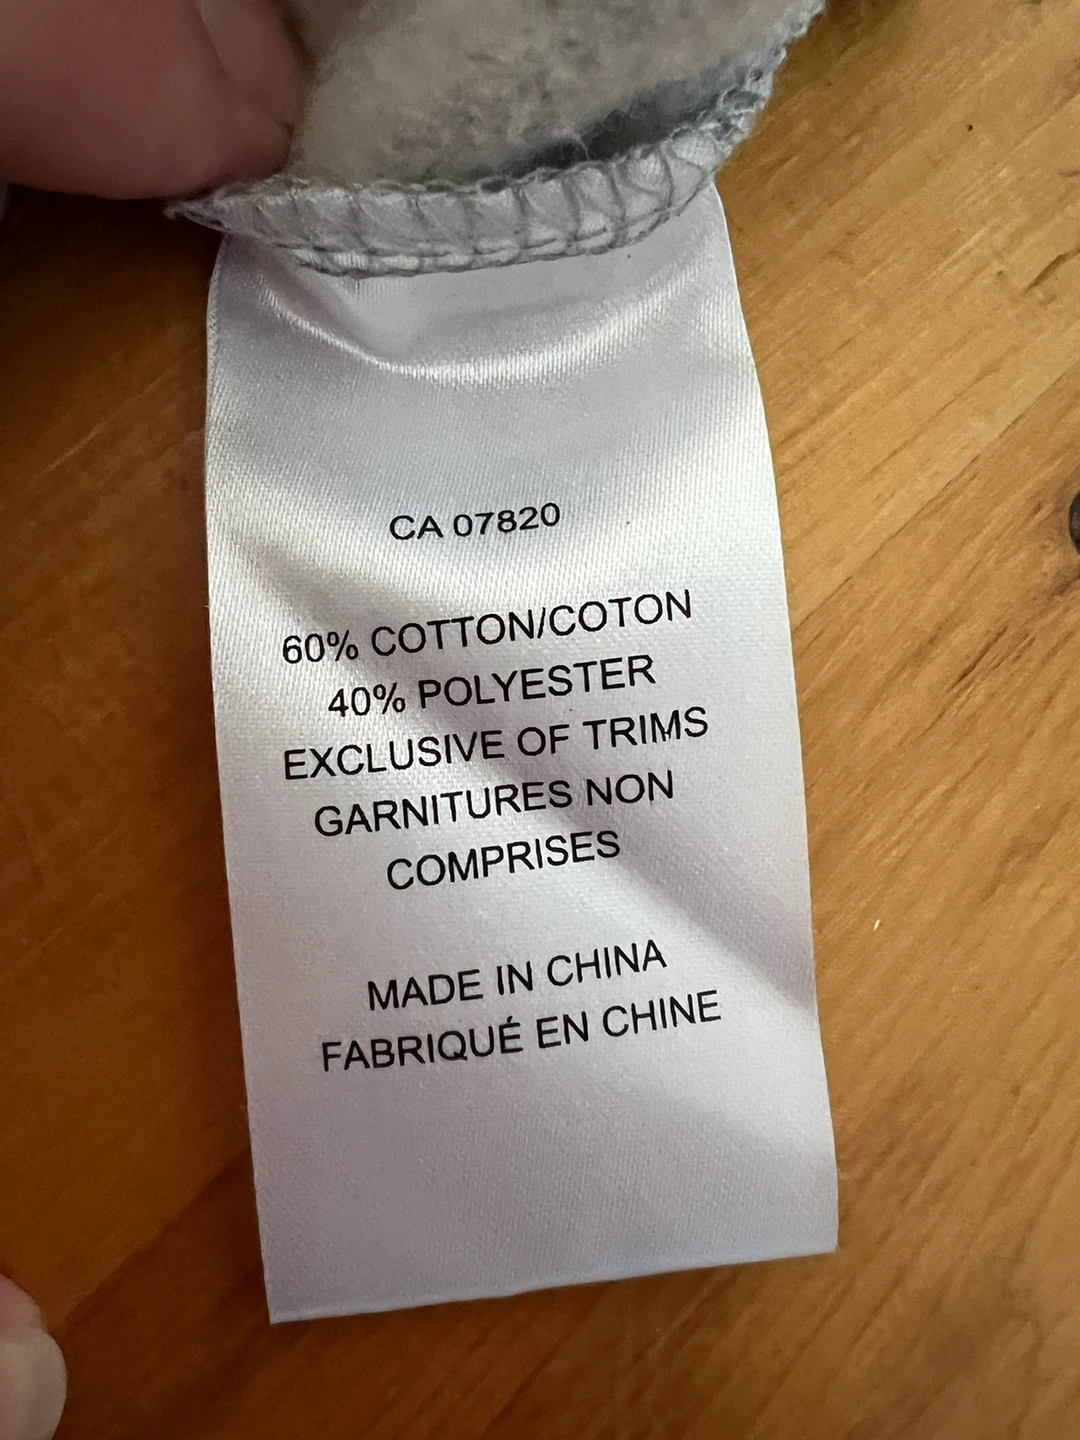 CA 07820
60% COTTON/COTON
40% POLYESTER
EXCLUSIVE OF TRIMS
GARNITURES NON
COMPRISES
MADE IN CHINA
FABRIQUÉ EN CHINE